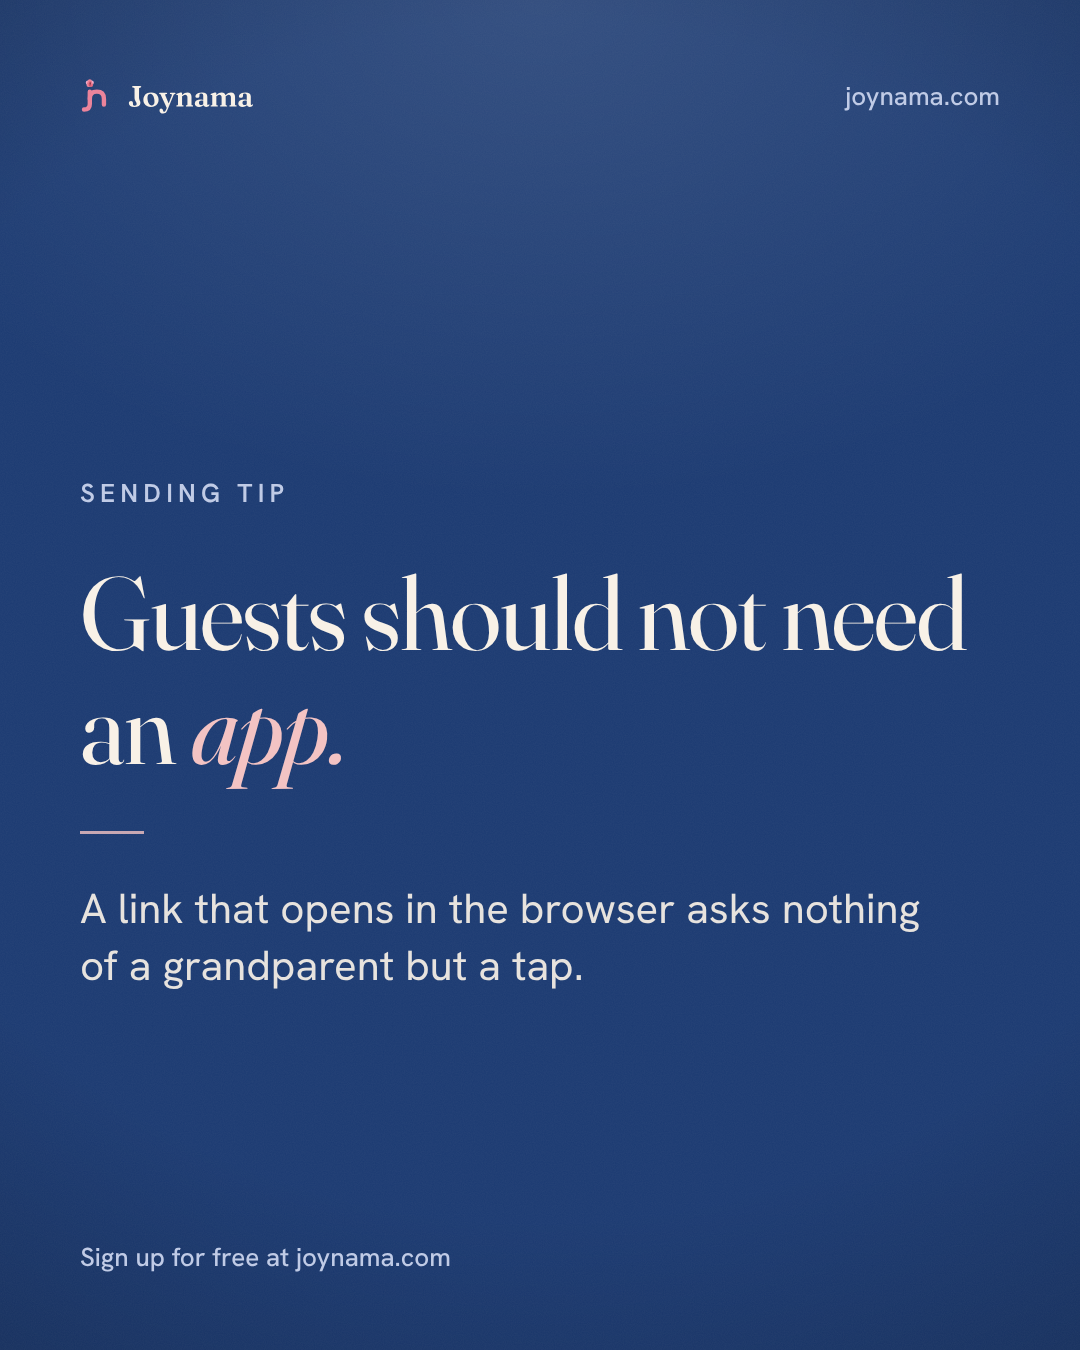 Joynama
joynama.com
SENDING TIP
Guests should not need
an app.
A link that opens in the browser asks nothing
of a grandparent but a tap.
Sign up for free at joynama.com